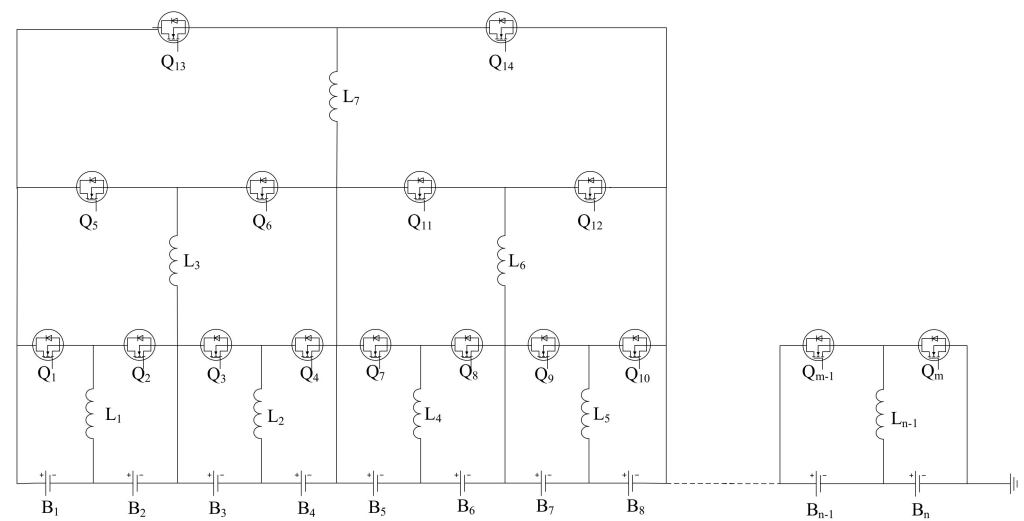 Q13 Q14
L7
Q5 Q6 Q11 Q12
L3 L6
Q1 Q2 Q3 Q4 Q7 Q8 Q9 Q10 Qm-1 Qm
L1 L2 L4 L5 Ln-1
+ - + - + - + - + - + - + - + - + - + -
B1 B2 B3 B4 B5 B6 B7 B8 Bn-1 Bn